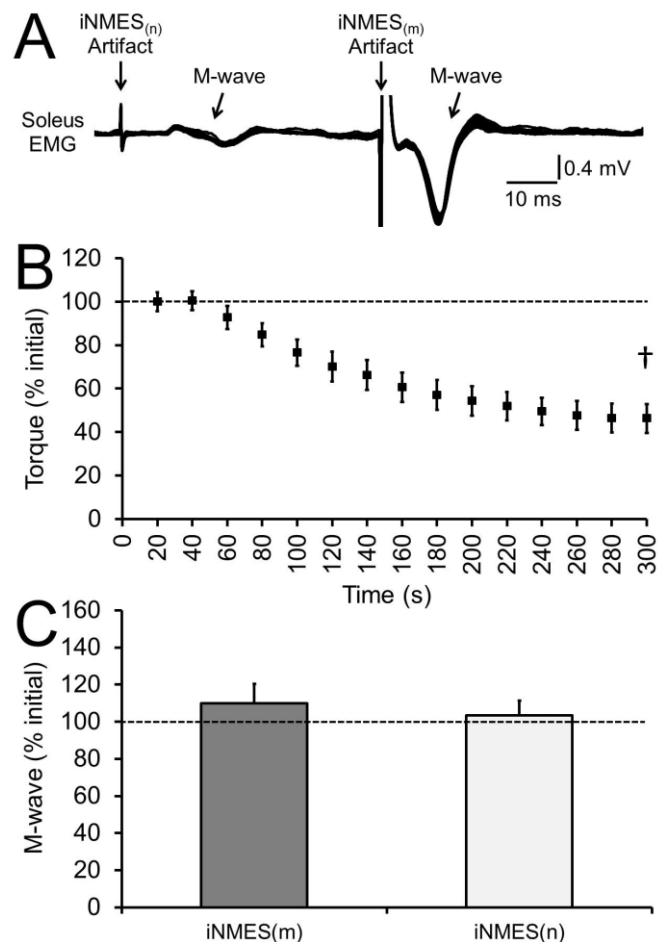 A
iNMES(n)
Artifact
M-wave
iNMES(m)
Artifact
M-wave
Soleus
EMG
0.4 mV
10 ms
B
Torque (% initial)
120
100
80
60
40
20
0
†
0 20 40 60 80 100 120 140 160 180 200 220 240 260 280 300
Time (s)
C
M-wave (% initial)
160
140
120
100
80
60
40
20
0
iNMES(m) iNMES(n)